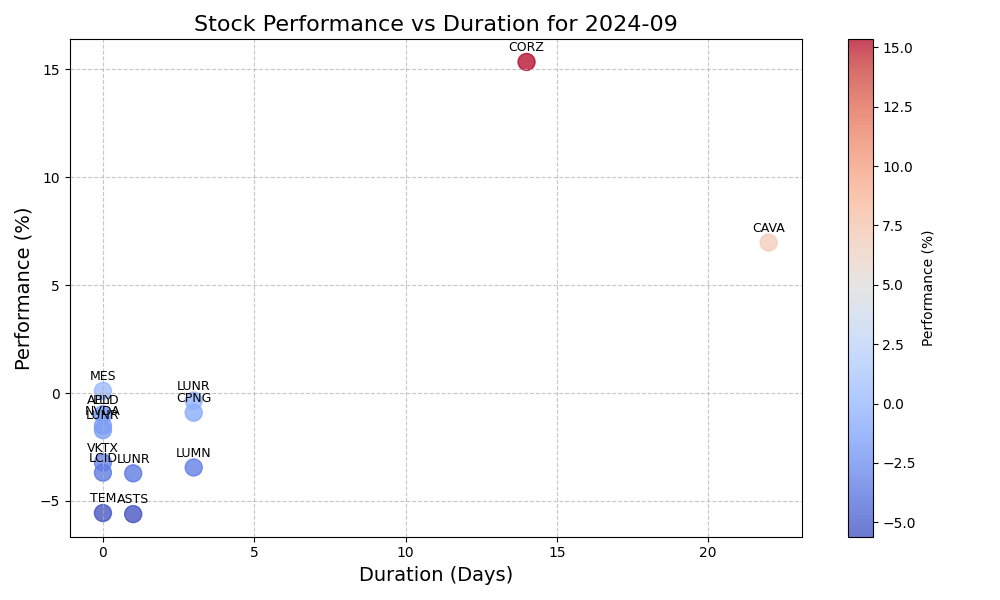 Stock Performance vs Duration for 2024-09
CORZ
CAVA
MES
LUNR
CPNG
NVDA
LUNR
VKTX
LCID
LUNR
LUMN
TEM
ASTS
15
10
5
0
−5
0
5
10
15
20
Duration (Days)
Performance (%)
15.0
12.5
10.0
7.5
5.0
2.5
0.0
−2.5
−5.0
Performance (%)